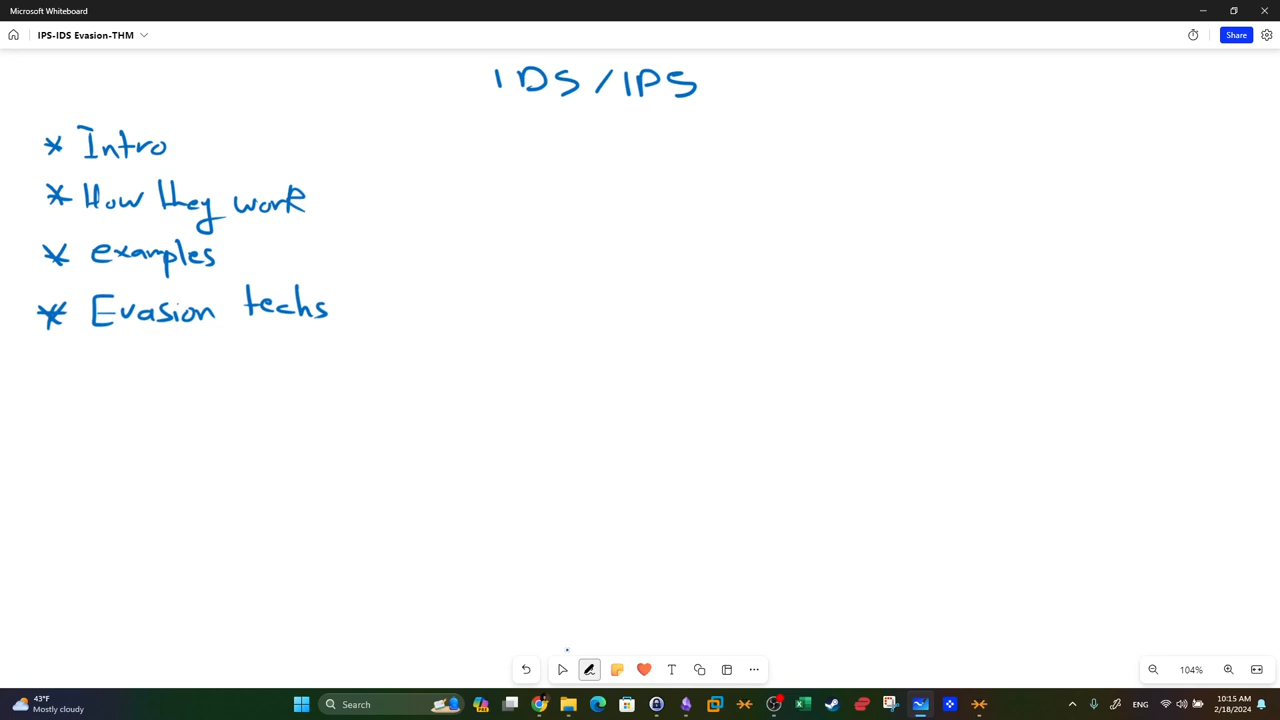 Microsoft Whiteboard
IPS-IDS Evasion-THM
Share
IDS/IPS
* Intro
* How they work
* examples
* Evasion techs
T
104%
43°F
Mostly cloudy
Search
ENG
10:15 AM
2/18/2024